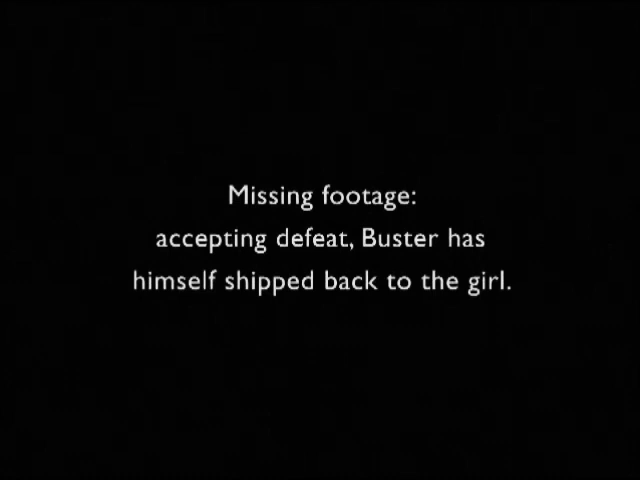 Missing footage:
accepting defeat, Buster has
himself shipped back to the girl.